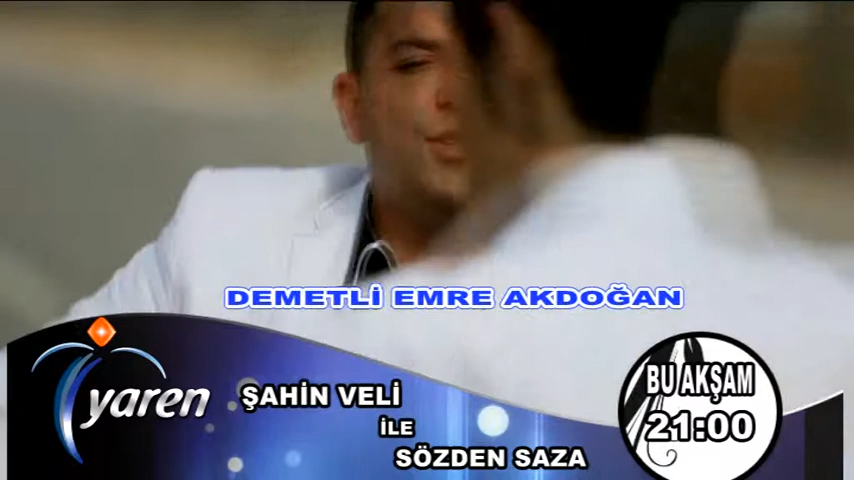 DEMETLİ EMRE AKDOĞAN
yaren
ŞAHİN VELİ
İLE
SÖZDEN SAZA
BU AKŞAM
21:00